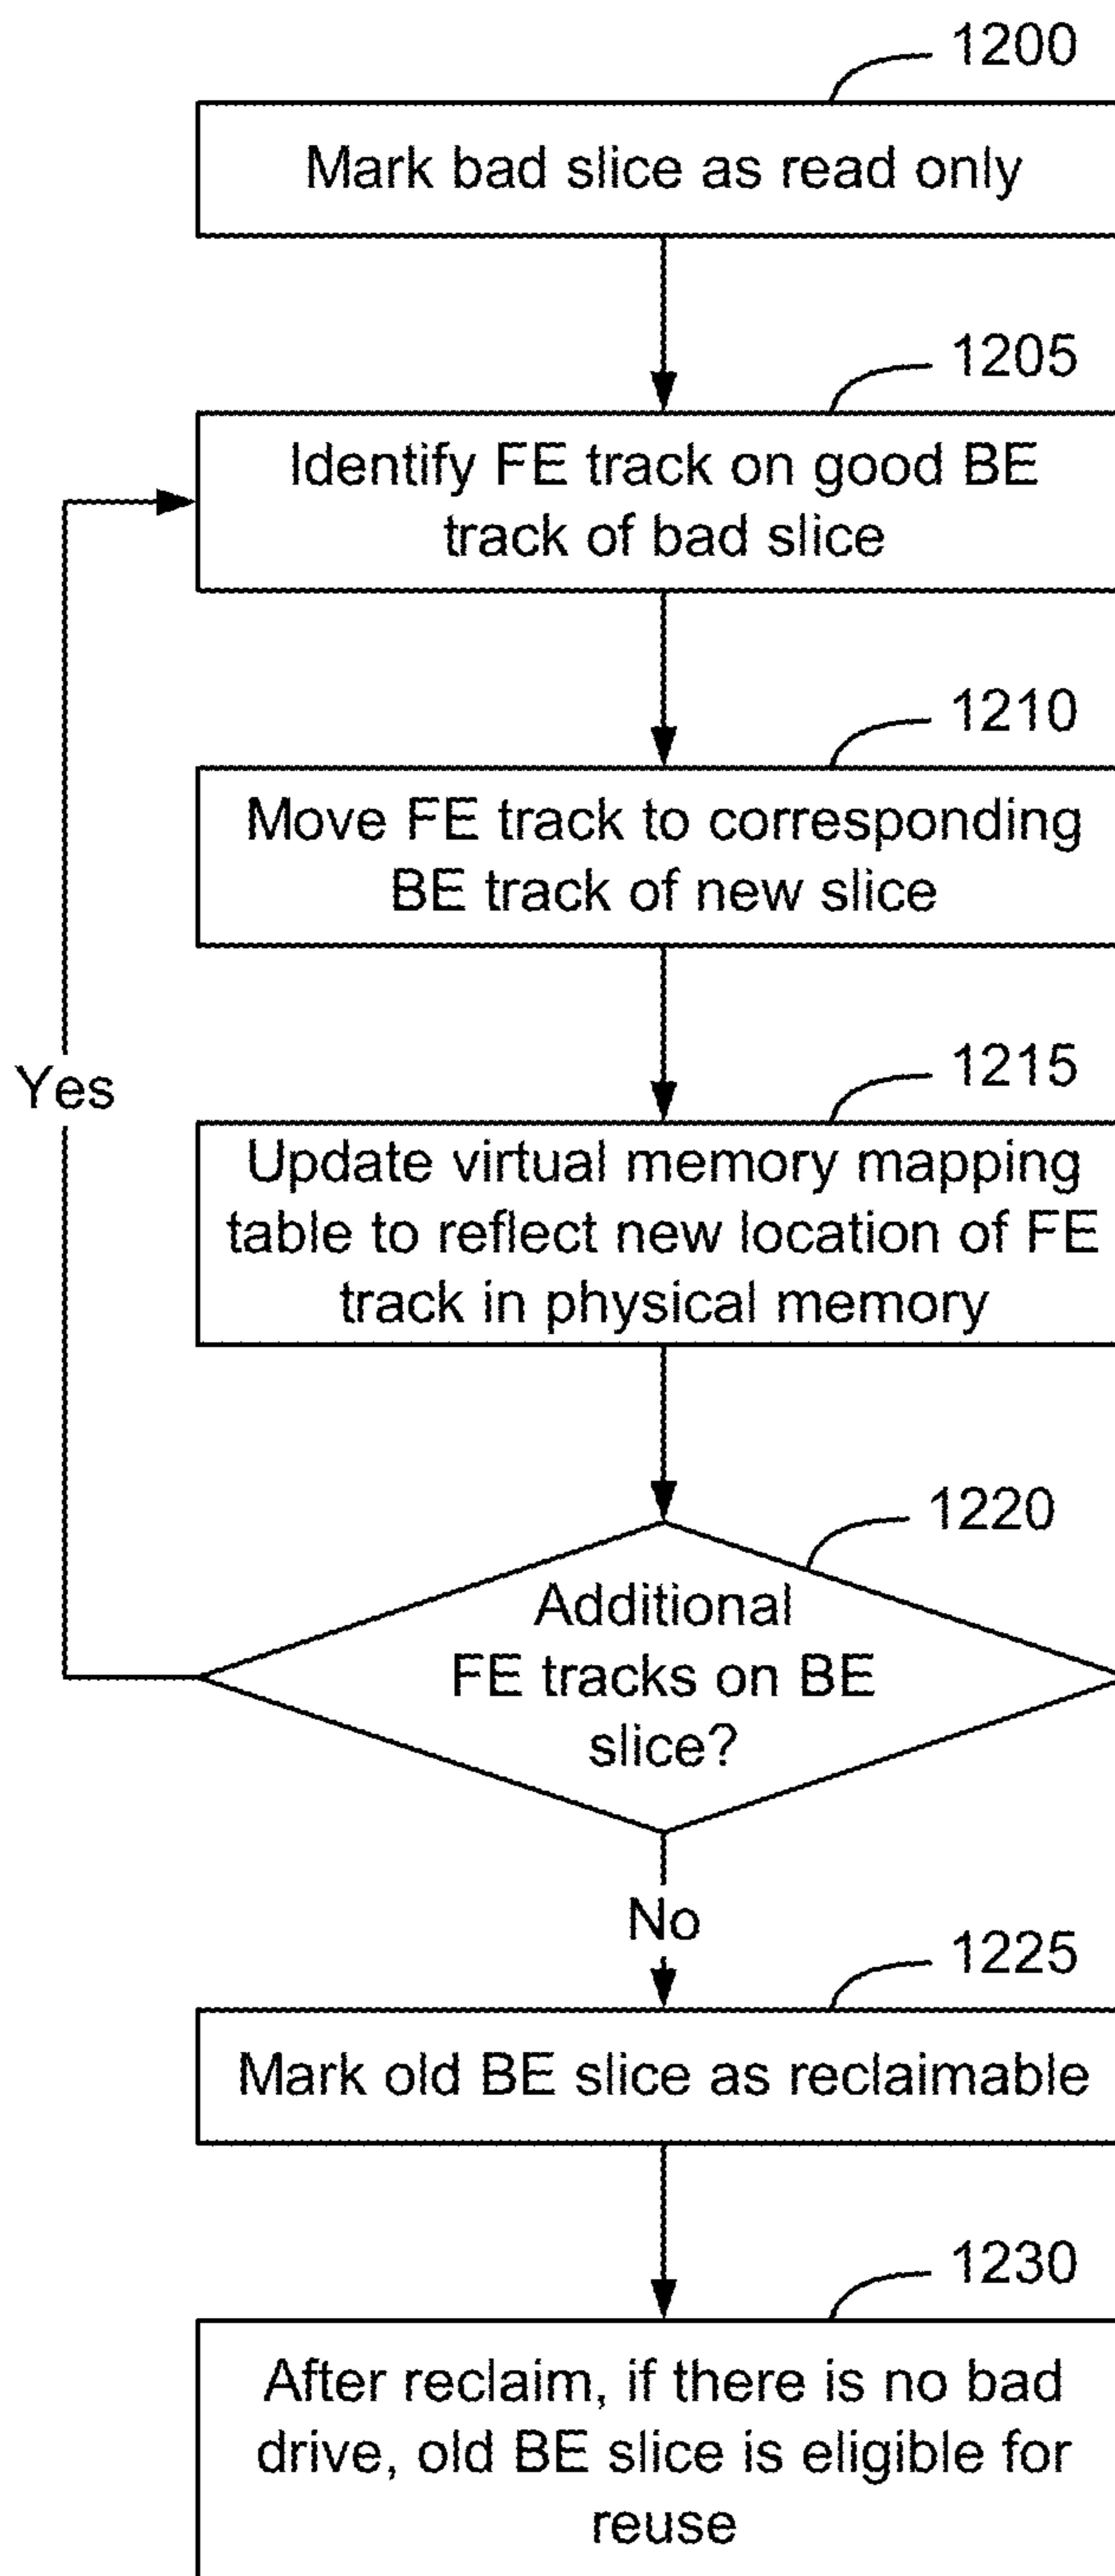 1200
Mark bad slice as read only
1205
Identify FE track on good BE
track of bad slice
1210
Move FE track to corresponding
BE track of new slice
Yes
1215
Update virtual memory mapping
table to reflect new location of FE
track in physical memory
1220
Additional
FE tracks on BE
slice?
No
1225
Mark old BE slice as reclaimable
1230
After reclaim, if there is no bad
drive, old BE slice is eligible for
reuse